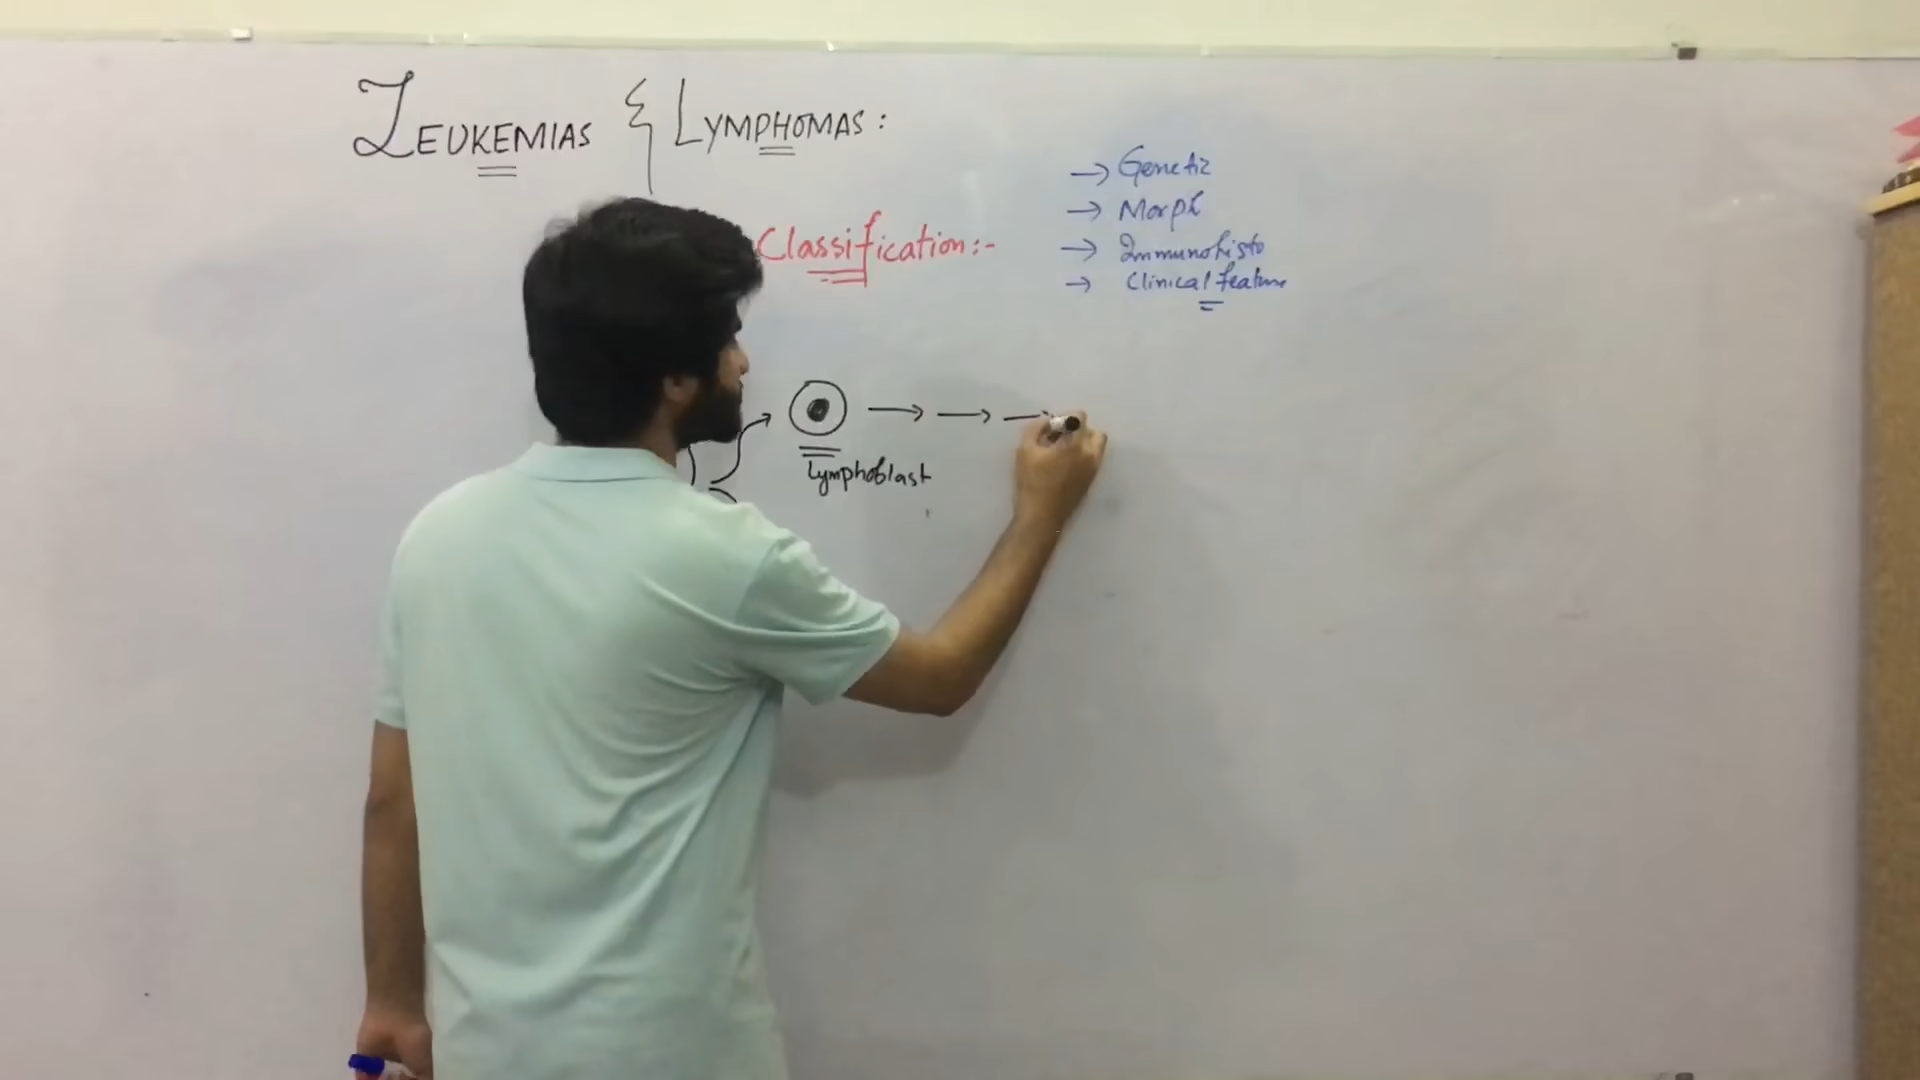 LEUKEMIAS & LYMPHOMAS:
Classification:-
→ Genetic
→ Morph
→ Immunohisto
→ Clinical feature
Lymphoblast